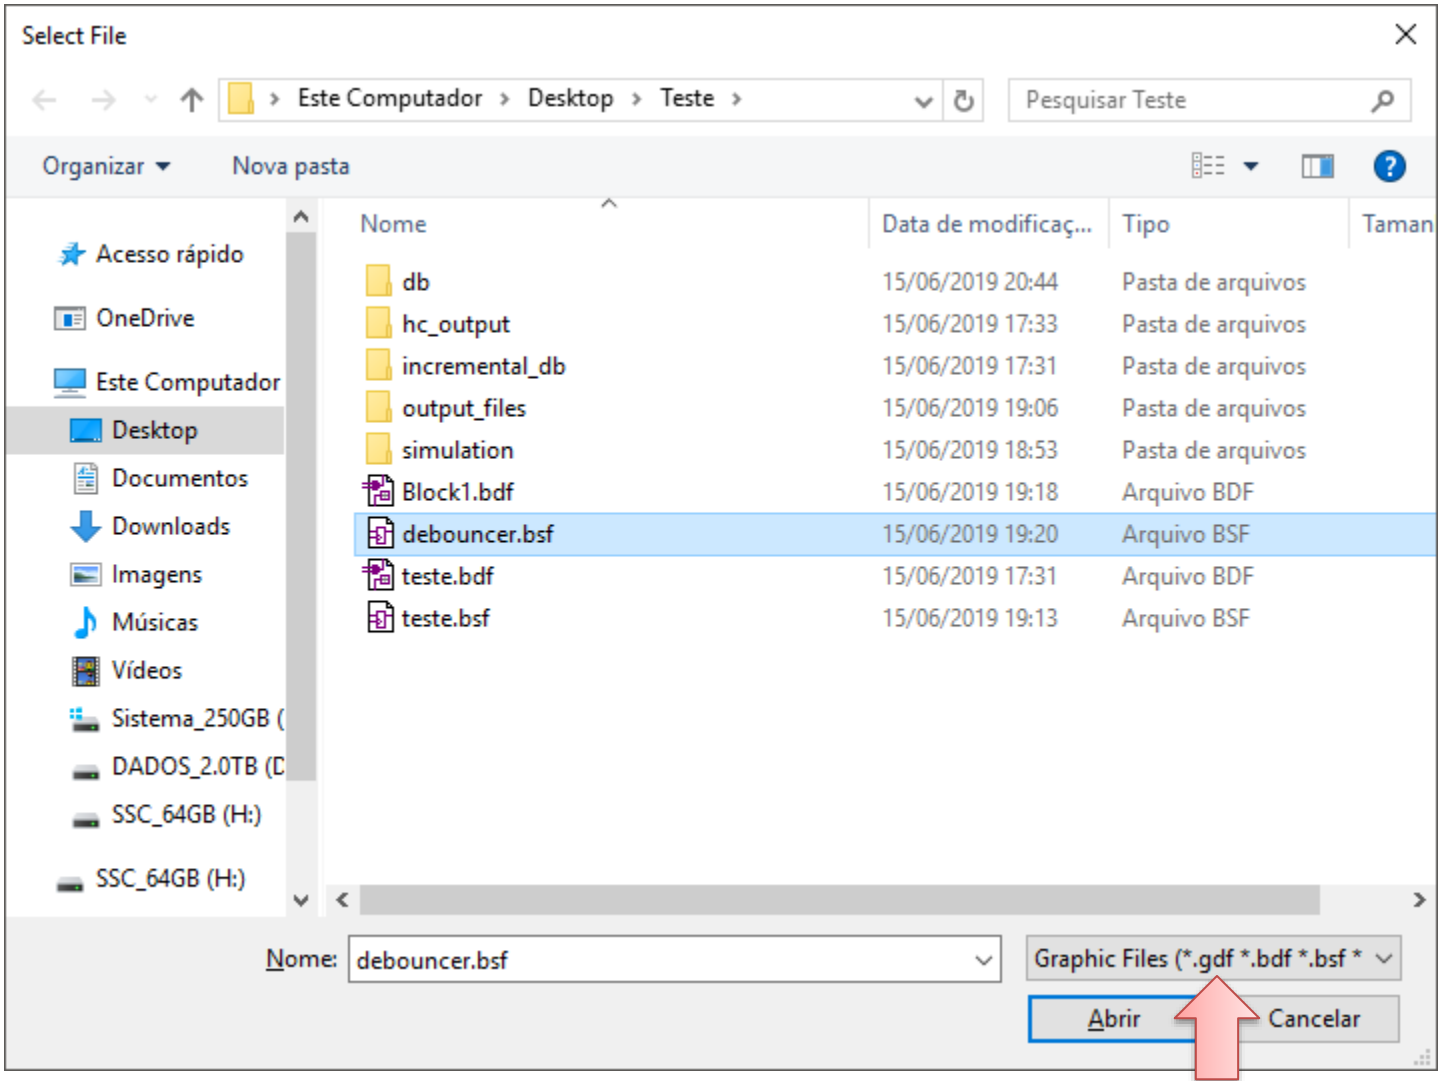 Select File
Este Computador > Desktop > Teste >
Pesquisar Teste
Organizar
Nova pasta
?
Acesso rápido
OneDrive
Este Computador
Desktop
Documentos
Downloads
Imagens
Músicas
Vídeos
Sistema_250GB (
DADOS_2.0TB (D
SSC_64GB (H:)
SSC_64GB (H:)
Nome Data de modificaç... Tipo Taman
db 15/06/2019 20:44 Pasta de arquivos
hc_output 15/06/2019 17:33 Pasta de arquivos
incremental_db 15/06/2019 17:31 Pasta de arquivos
output_files 15/06/2019 19:06 Pasta de arquivos
simulation 15/06/2019 18:53 Pasta de arquivos
Block1.bdf 15/06/2019 19:18 Arquivo BDF
debouncer.bsf 15/06/2019 19:20 Arquivo BSF
teste.bdf 15/06/2019 17:31 Arquivo BDF
teste.bsf 15/06/2019 19:13 Arquivo BSF
Nome: debouncer.bsf
Graphic Files (*.gdf *.bdf *.bsf *
Abrir Cancelar